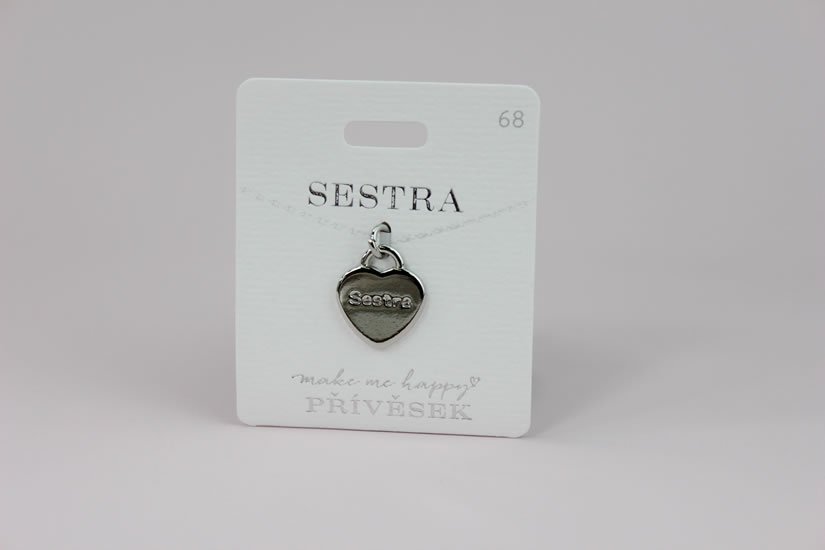 68
SESTRA
Sestra
make me happy
PŘÍVĚSEK